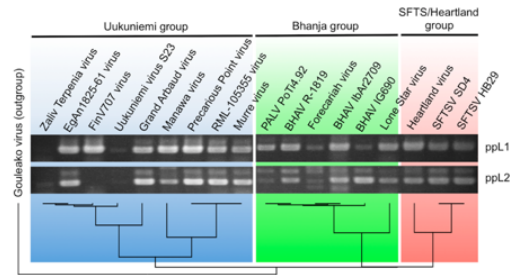 Uukuniemi group
Bhanja group
SFTS/Heartland
group
Gouleako virus (outgroup)
Zaliv Terpenia virus
EgAn1825-61 virus
FinV707 virus
Uukuniemi virus S23
Grand Arbaud virus
Manawa virus
Precarious Point virus
RML-105355 virus
Murre virus
PALV PoTi4.92
BHAV R-1819
Forecariah virus
BHAV IbAr2709
BHAV IG690
Lone Star virus
Heartland virus
SFTSV SD4
SFTSV HB29
ppL1
ppL2